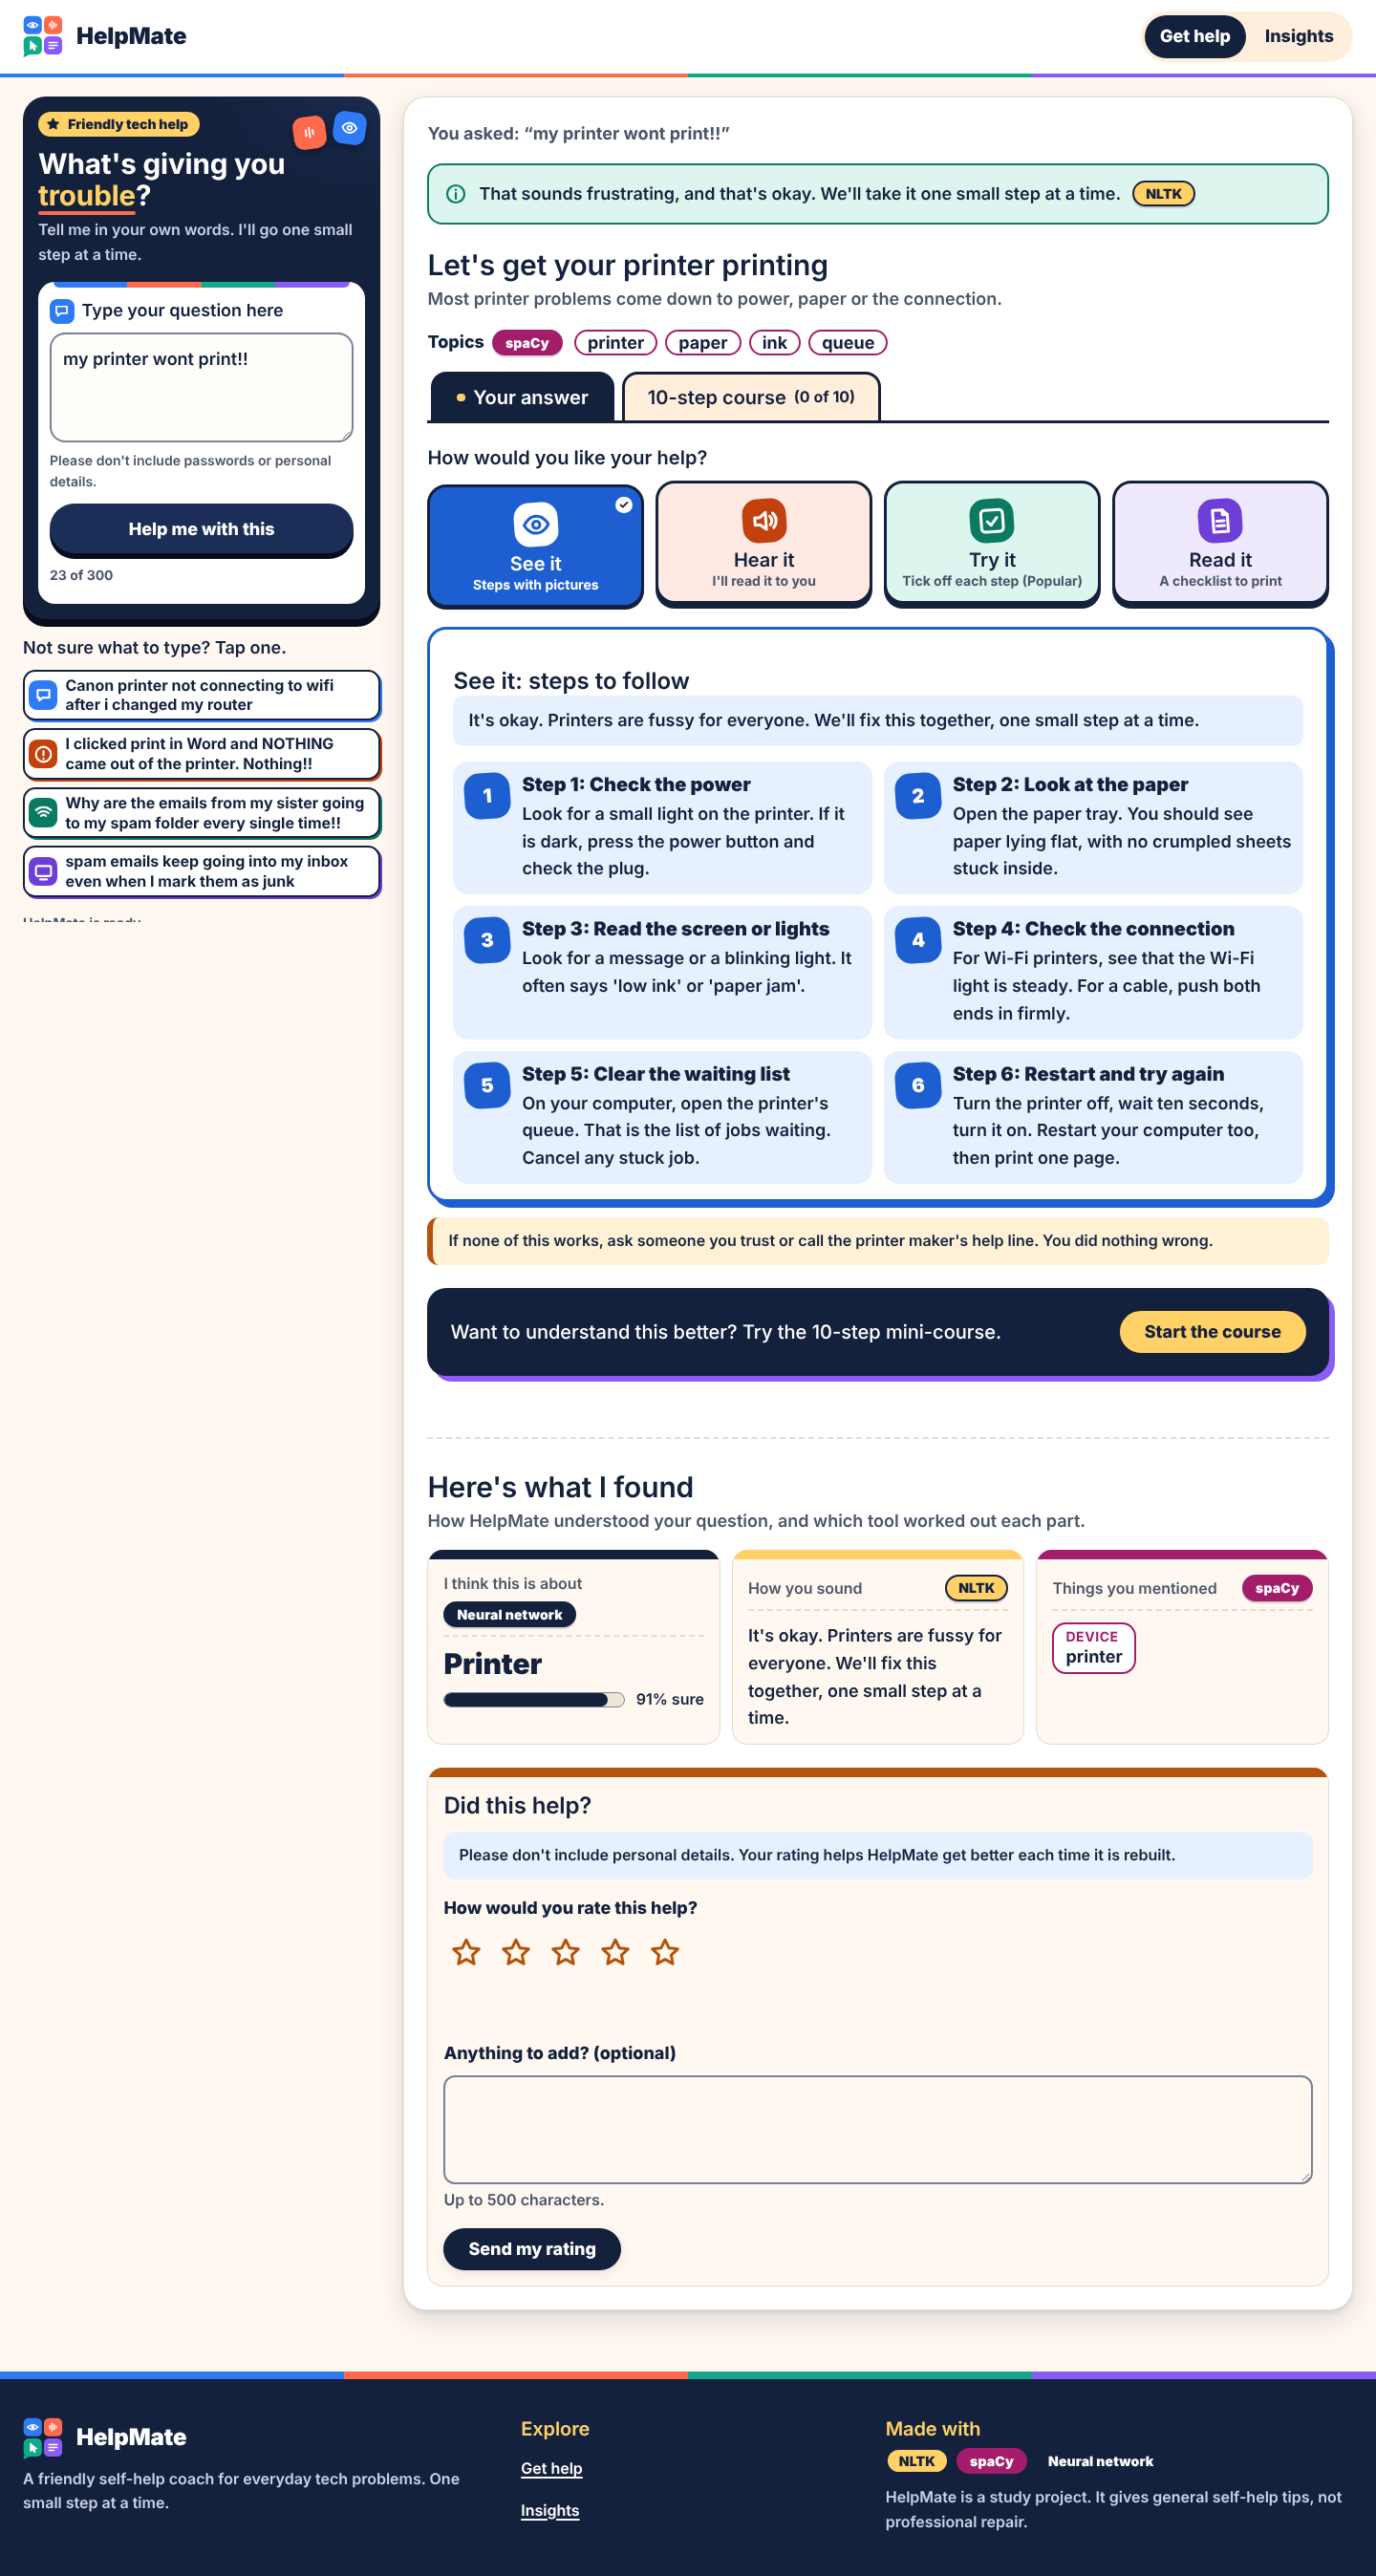 HelpMate
Get help
Insights
Friendly tech help
What's giving you
trouble?
Tell me in your own words. I'll go one small
step at a time.
Type your question here
my printer wont print!!
Please don't include passwords or personal
details.
Help me with this
23 of 300
Not sure what to type? Tap one.
Canon printer not connecting to wifi
after i changed my router
I clicked print in Word and NOTHING
came out of the printer. Nothing!!
Why are the emails from my sister going
to my spam folder every single time!!
spam emails keep going into my inbox
even when I mark them as junk
HelpMate is ready
You asked: “my printer wont print!!”
That sounds frustrating, and that's okay. We'll take it one small step at a time. NLTK
Let's get your printer printing
Most printer problems come down to power, paper or the connection.
Topics spaCy printer paper ink queue
Your answer
10-step course (0 of 10)
How would you like your help?
See it
Steps with pictures
Hear it
I'll read it to you
Try it
Tick off each step (Popular)
Read it
A checklist to print
See it: steps to follow
It's okay. Printers are fussy for everyone. We'll fix this together, one small step at a time.
1
Step 1: Check the power
Look for a small light on the printer. If it
is dark, press the power button and
check the plug.
2
Step 2: Look at the paper
Open the paper tray. You should see
paper lying flat, with no crumpled sheets
stuck inside.
3
Step 3: Read the screen or lights
Look for a message or a blinking light. It
often says 'low ink' or 'paper jam'.
4
Step 4: Check the connection
For Wi-Fi printers, see that the Wi-Fi
light is steady. For a cable, push both
ends in firmly.
5
Step 5: Clear the waiting list
On your computer, open the printer's
queue. That is the list of jobs waiting.
Cancel any stuck job.
6
Step 6: Restart and try again
Turn the printer off, wait ten seconds,
turn it on. Restart your computer too,
then print one page.
If none of this works, ask someone you trust or call the printer maker's help line. You did nothing wrong.
Want to understand this better? Try the 10-step mini-course.
Start the course
Here's what I found
How HelpMate understood your question, and which tool worked out each part.
I think this is about
Neural network
Printer
91% sure
How you sound NLTK
It's okay. Printers are fussy for
everyone. We'll fix this
together, one small step at a
time.
Things you mentioned spaCy
DEVICE
printer
Did this help?
Please don't include personal details. Your rating helps HelpMate get better each time it is rebuilt.
How would you rate this help?
Anything to add? (optional)
Up to 500 characters.
Send my rating
HelpMate
A friendly self-help coach for everyday tech problems. One
small step at a time.
Explore
Get help
Insights
Made with
NLTK spaCy Neural network
HelpMate is a study project. It gives general self-help tips, not
professional repair.